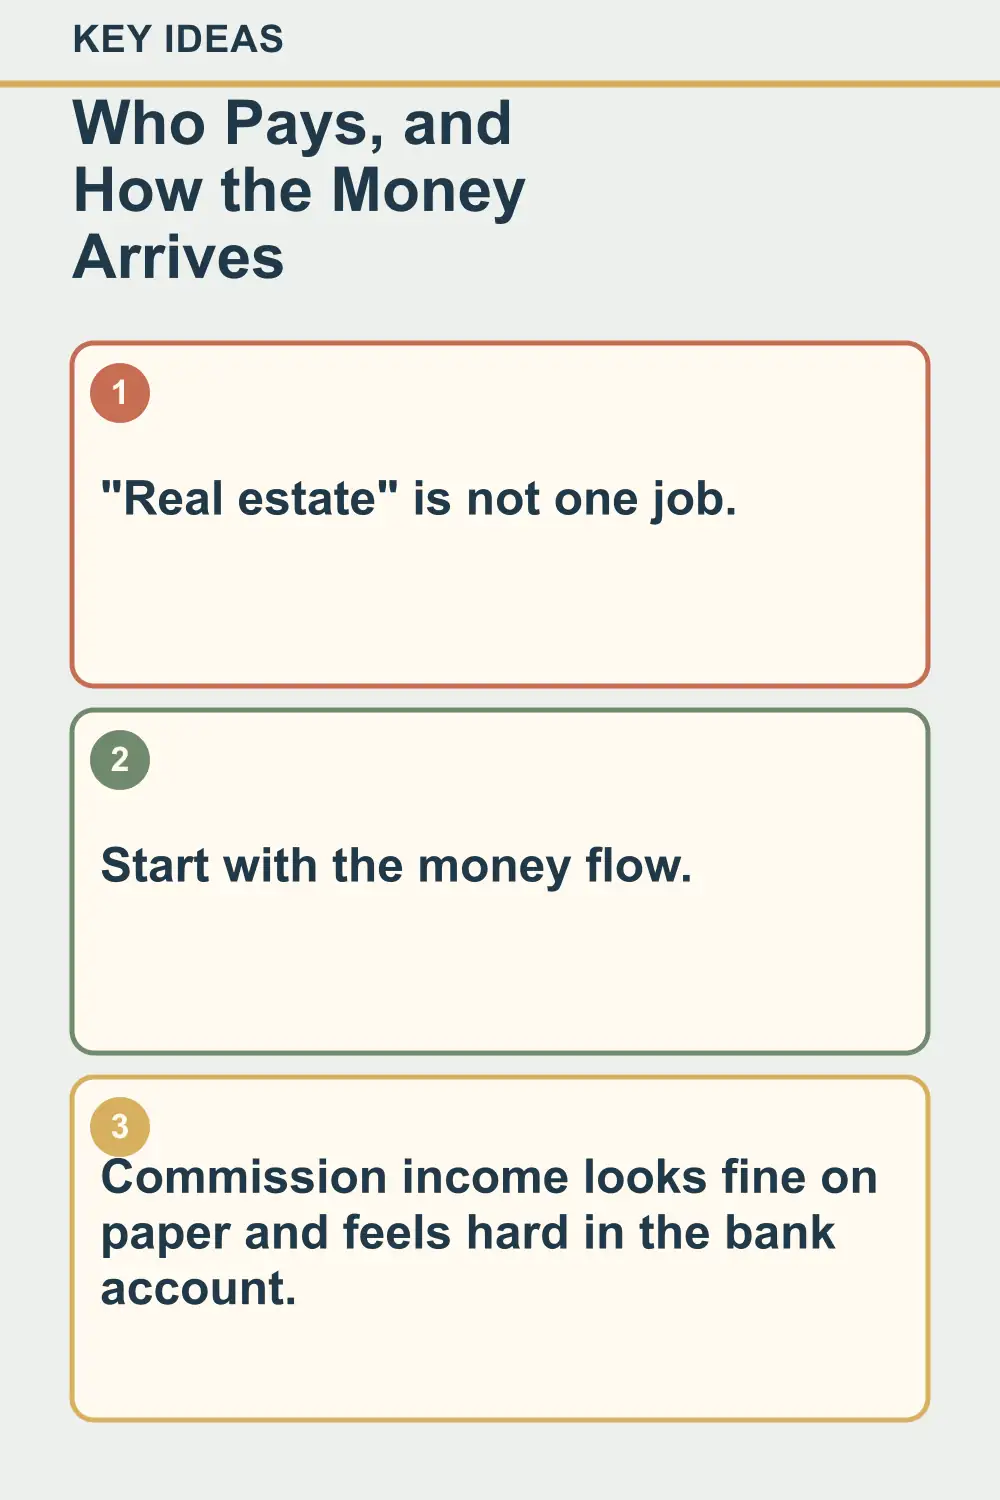 KEY IDEAS
Who Pays, and
How the Money
Arrives
1
"Real estate" is not one job.
2
Start with the money flow.
3
Commission income looks fine on
paper and feels hard in the bank
account.